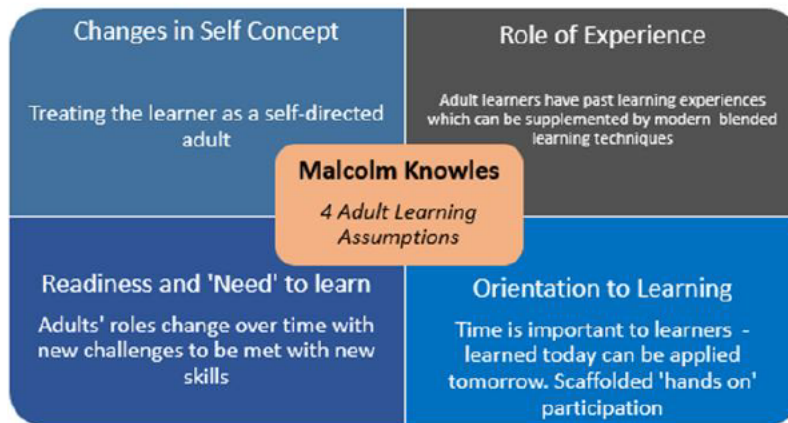 Changes in Self Concept
Treating the learner as a self-directed
adult
Role of Experience
Adult learners have past learning experiences
which can be supplemented by modern blended
learning techniques
Malcolm Knowles
4 Adult Learning
Assumptions
Readiness and 'Need' to learn
Adults' roles change over time with
new challenges to be met with new
skills
Orientation to Learning
Time is important to learners -
learned today can be applied
tomorrow. Scaffolded 'hands on'
participation